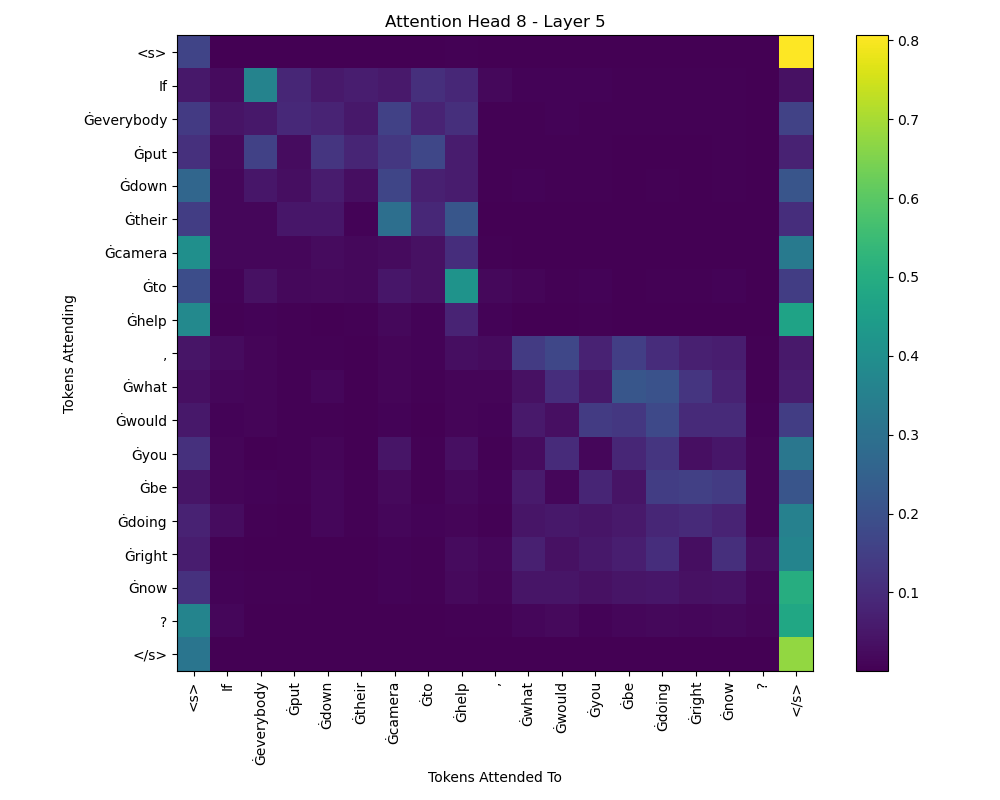 Attention Head 8 - Layer 5
<s>
If
Ġeverybody
Ġput
Ġdown
Ġtheir
Ġcamera
Ġto
Ġhelp
,
Ġwhat
Ġwould
Ġyou
Ġbe
Ġdoing
Ġright
Ġnow
?
</s>
Tokens Attending
<s>
If
Ġeverybody
Ġput
Ġdown
Ġtheir
Ġcamera
Ġto
Ġhelp
,
Ġwhat
Ġwould
Ġyou
Ġbe
Ġdoing
Ġright
Ġnow
?
</s>
Tokens Attended To
0.8
0.7
0.6
0.5
0.4
0.3
0.2
0.1